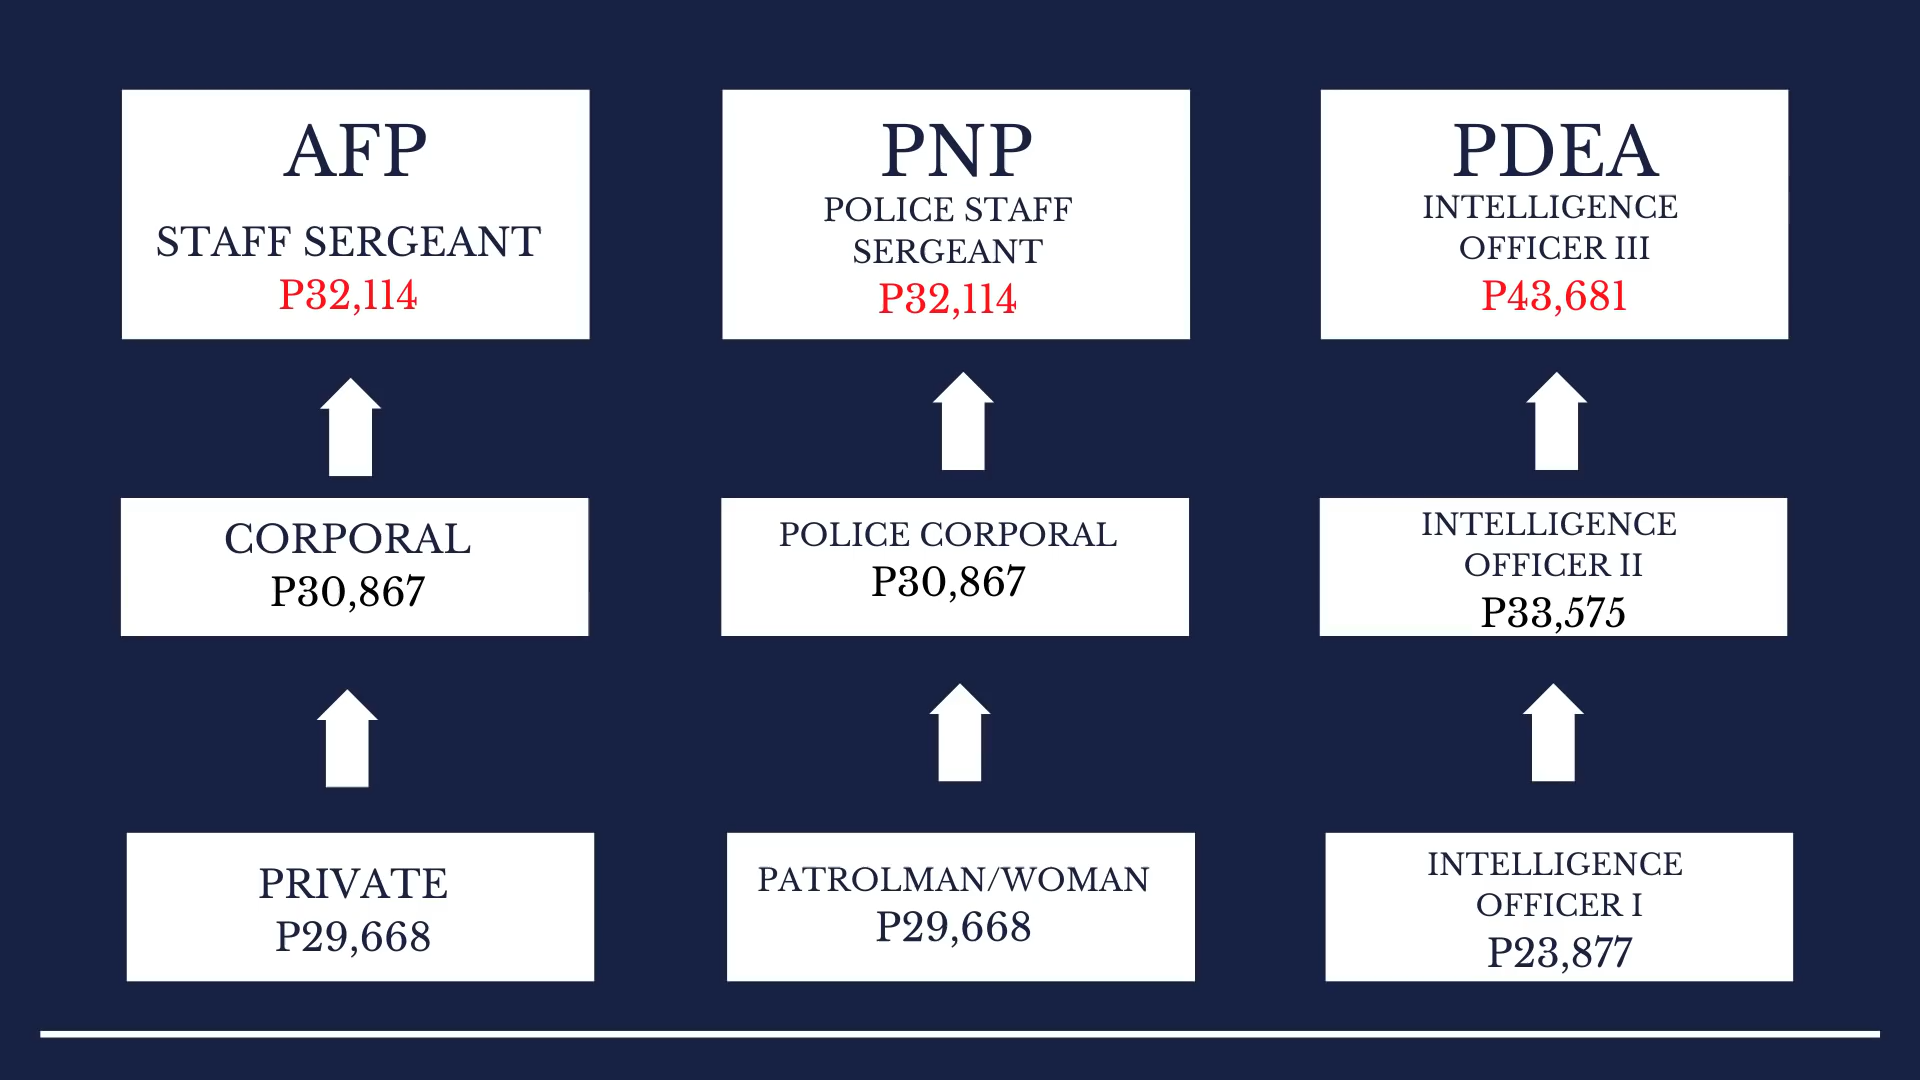 AFP
STAFF SERGEANT
P32,114
PNP
POLICE STAFF
SERGEANT
P32,114
PDEA
INTELLIGENCE
OFFICER III
P43,681
CORPORAL
P30,867
POLICE CORPORAL
P30,867
INTELLIGENCE
OFFICER II
P33,575
PRIVATE
P29,668
PATROLMAN/WOMAN
P29,668
INTELLIGENCE
OFFICER I
P23,877